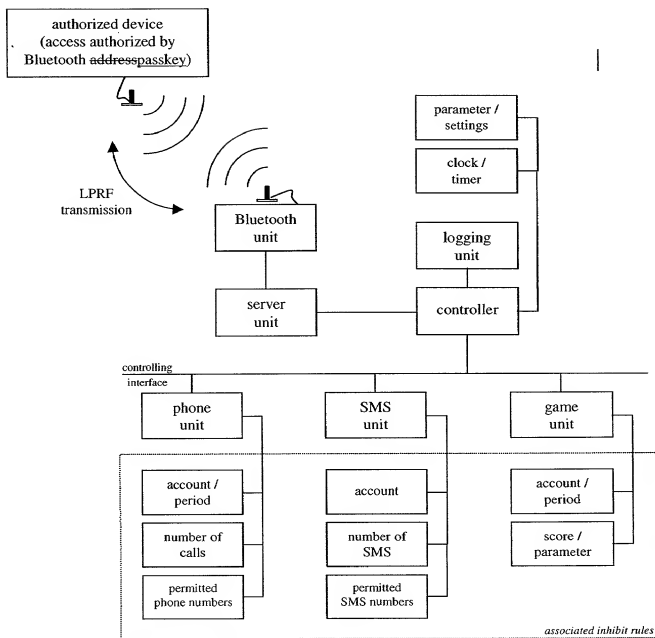 authorized device
(access authorized by
Bluetooth addresspasskey)
LPRF
transmission
Bluetooth
unit
server
unit
parameter /
settings
clock /
timer
logging
unit
controller
controlling
interface
phone
unit
SMS
unit
game
unit
account /
period
number of
calls
permitted
phone numbers
account
number of
SMS
permitted
SMS numbers
account /
period
score /
parameter
associated inhibit rules